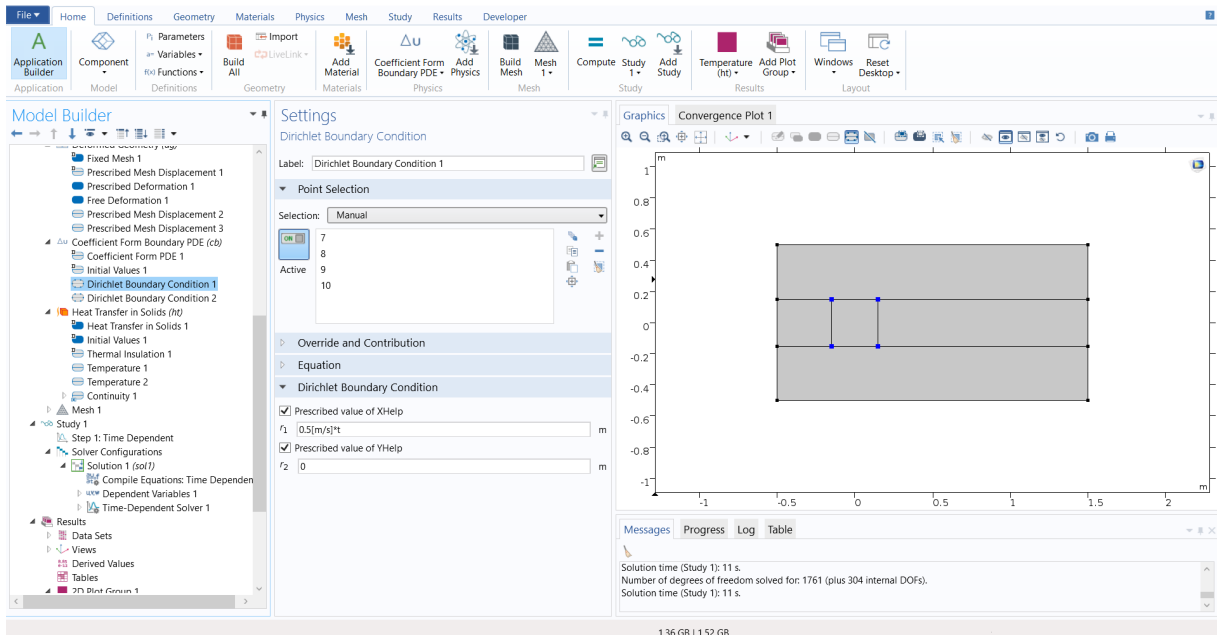 File▼ Home Definitions Geometry Materials Physics Mesh Study Results Developer ?
A Application Builder
Component
Pi Parameters
a= Variables
f(x) Functions
Build All
Import
LiveLink
Add Material
Δu Coefficient Form Boundary PDE
Add Physics
Build Mesh
Mesh 1
Compute
Study 1
Add Study
Temperature (ht)
Add Plot Group
Windows
Reset Desktop
Application Model Definitions Geometry Materials Physics Mesh Study Results Layout
Model Builder
Deformed Geometry (dg)
Fixed Mesh 1
Prescribed Mesh Displacement 1
Prescribed Deformation 1
Free Deformation 1
Prescribed Mesh Displacement 2
Prescribed Mesh Displacement 3
Δu Coefficient Form Boundary PDE (cb)
Coefficient Form PDE 1
Initial Values 1
Dirichlet Boundary Condition 1
Dirichlet Boundary Condition 2
Heat Transfer in Solids (ht)
Heat Transfer in Solids 1
Initial Values 1
Thermal Insulation 1
Temperature 1
Temperature 2
Continuity 1
Mesh 1
Study 1
Step 1: Time Dependent
Solver Configurations
Solution 1 (sol1)
Compile Equations: Time Dependen
Dependent Variables 1
Time-Dependent Solver 1
Results
Data Sets
Views
Derived Values
Tables
2D Plot Group 1
Settings
Dirichlet Boundary Condition
Label: Dirichlet Boundary Condition 1
Point Selection
Selection: Manual
ON
Active
7
8
9
10
Override and Contribution
Equation
Dirichlet Boundary Condition
Prescribed value of XHelp
r1 0.5[m/s]*t m
Prescribed value of YHelp
r2 0 m
Graphics Convergence Plot 1
m
1
0.8
0.6
0.4
0.2
0
-0.2
-0.4
-0.6
-0.8
-1
m
-1 -0.5 0 0.5 1 1.5 2
Messages Progress Log Table
Solution time (Study 1): 11 s.
Number of degrees of freedom solved for: 1761 (plus 304 internal DOFs).
Solution time (Study 1): 11 s.
1.36 GB | 1.52 GB